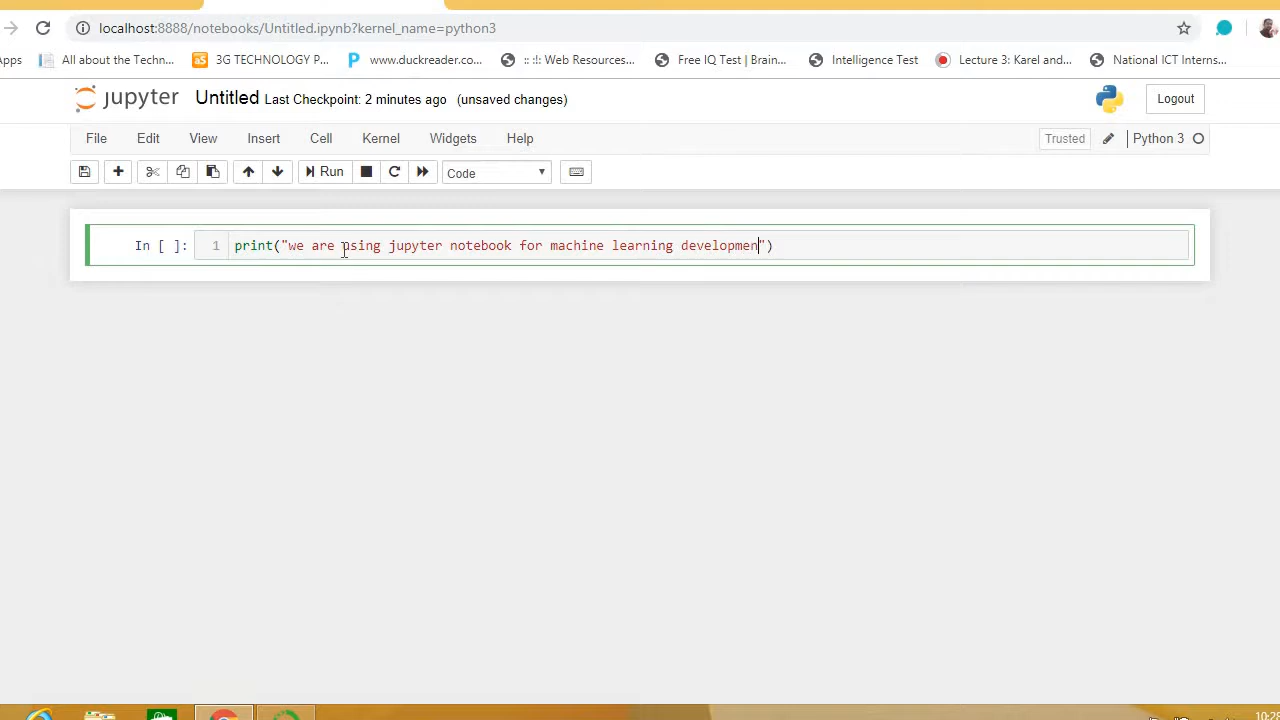 localhost:8888/notebooks/Untitled.ipynb?kernel_name=python3
Apps All about the Techn... 3G TECHNOLOGY P... www.duckreader.co... :: :!: Web Resources... Free IQ Test | Brain... Intelligence Test Lecture 3: Karel and... National ICT Interns...
jupyter Untitled Last Checkpoint: 2 minutes ago (unsaved changes) Logout
File Edit View Insert Cell Kernel Widgets Help Trusted Python 3
Run Code
In [ ]: 1 print("we are using jupyter notebook for machine learning developmen")